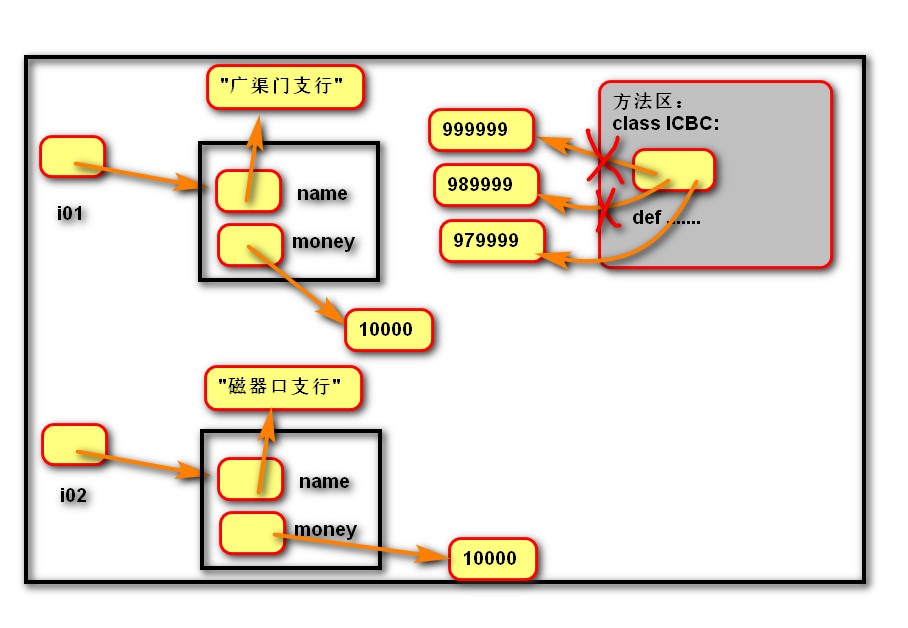 "广渠门支行"
i01
name
money
10000
999999
989999
979999
方法区：
class ICBC:
def .......
"磁器口支行"
i02
name
money
10000